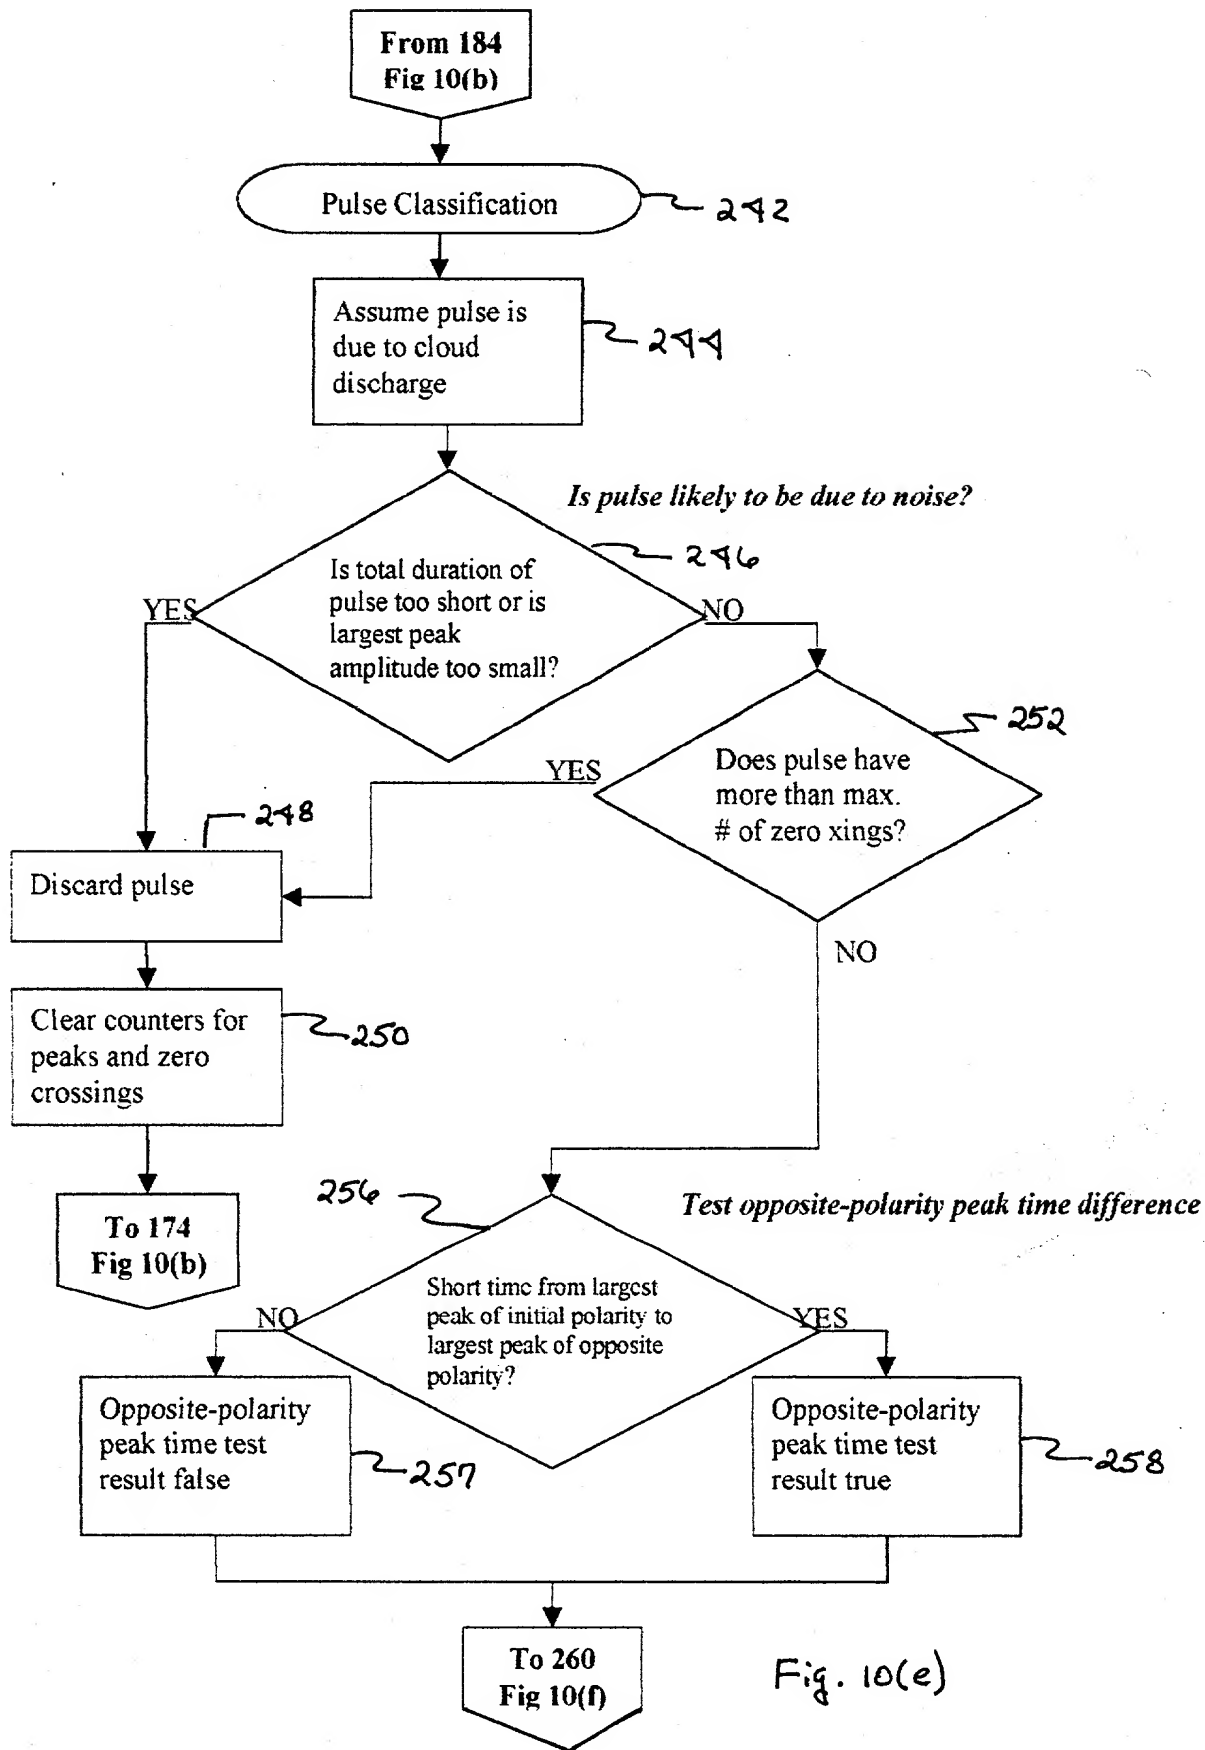 From 184
Fig 10(b)
Pulse Classification
242
Assume pulse is
due to cloud
discharge
244
Is pulse likely to be due to noise?
246
Is total duration of
pulse too short or is
largest peak
amplitude too small?
YES
NO
252
Does pulse have
more than max.
# of zero xings?
YES
NO
248
Discard pulse
Clear counters for
peaks and zero
crossings
250
To 174
Fig 10(b)
256
Test opposite-polarity peak time difference
Short time from largest
peak of initial polarity to
largest peak of opposite
polarity?
NO
YES
Opposite-polarity
peak time test
result false
257
Opposite-polarity
peak time test
result true
258
To 260
Fig 10(f)
Fig. 10(e)